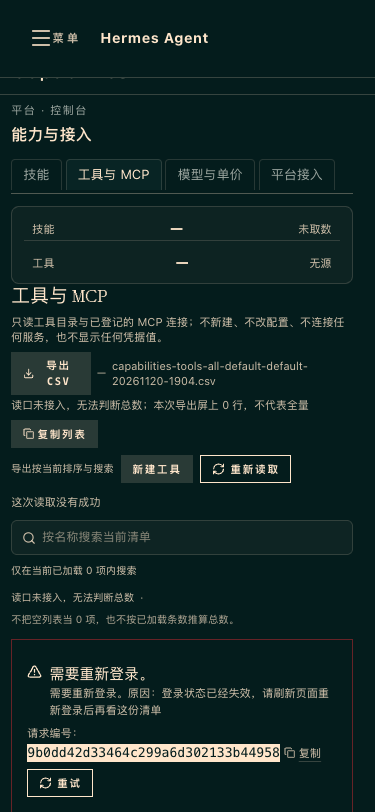 菜单
Hermes Agent
平台 · 控制台
能力与接入
技能
工具与 MCP
模型与单价
平台接入
技能 — 未取数
工具 — 无源
工具与 MCP
只读工具目录与已登记的 MCP 连接；不新建、不改配置、不连接任
何服务，也不显示任何凭据值。
导出
CSV
— capabilities-tools-all-default-default-
20261120-1904.csv
读口未接入，无法判断总数；本次导出屏上 0 行，不代表全量
复制列表
导出按当前排序与搜索
新建工具
重新读取
这次读取没有成功
按名称搜索当前清单
仅在当前已加载 0 项内搜索
读口未接入，无法判断总数 ·
不把空列表当 0 项，也不按已加载条数推算总数。
需要重新登录。
需要重新登录。原因：登录状态已经失效，请刷新页面重
新登录后再看这份清单
请求编号：
9b0dd42d33464c299a6d302133b44958
复制
重试